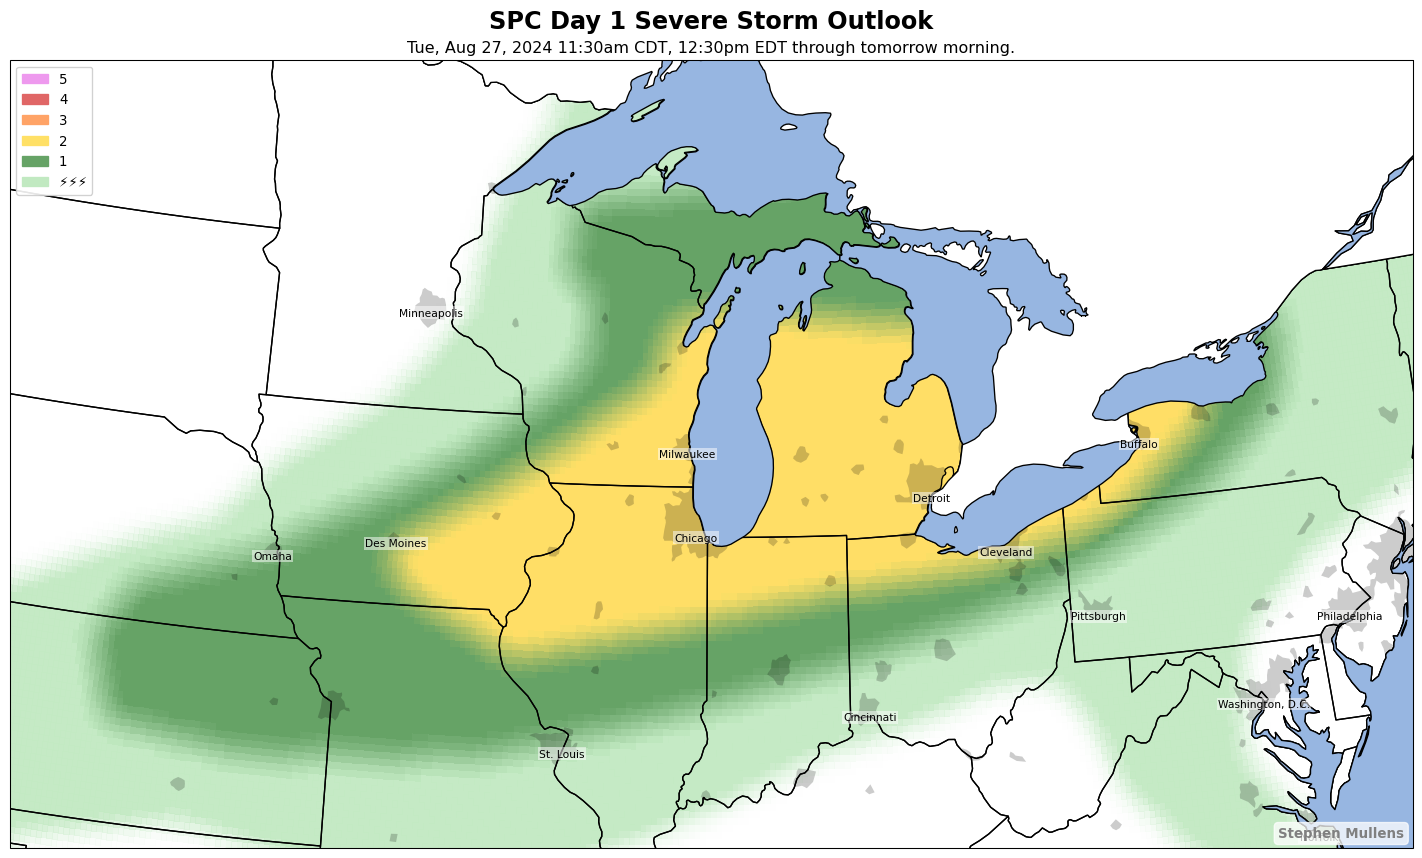 SPC Day 1 Severe Storm Outlook
Tue, Aug 27, 2024 11:30am CDT, 12:30pm EDT through tomorrow morning.
5
4
3
2
1
⚡⚡⚡
Minneapolis
Milwaukee
Buffalo
Detroit
Chicago
Des Moines
Cleveland
Omaha
Pittsburgh
Philadelphia
Washington, D.C.
Cincinnati
St. Louis
Stephen Mullens